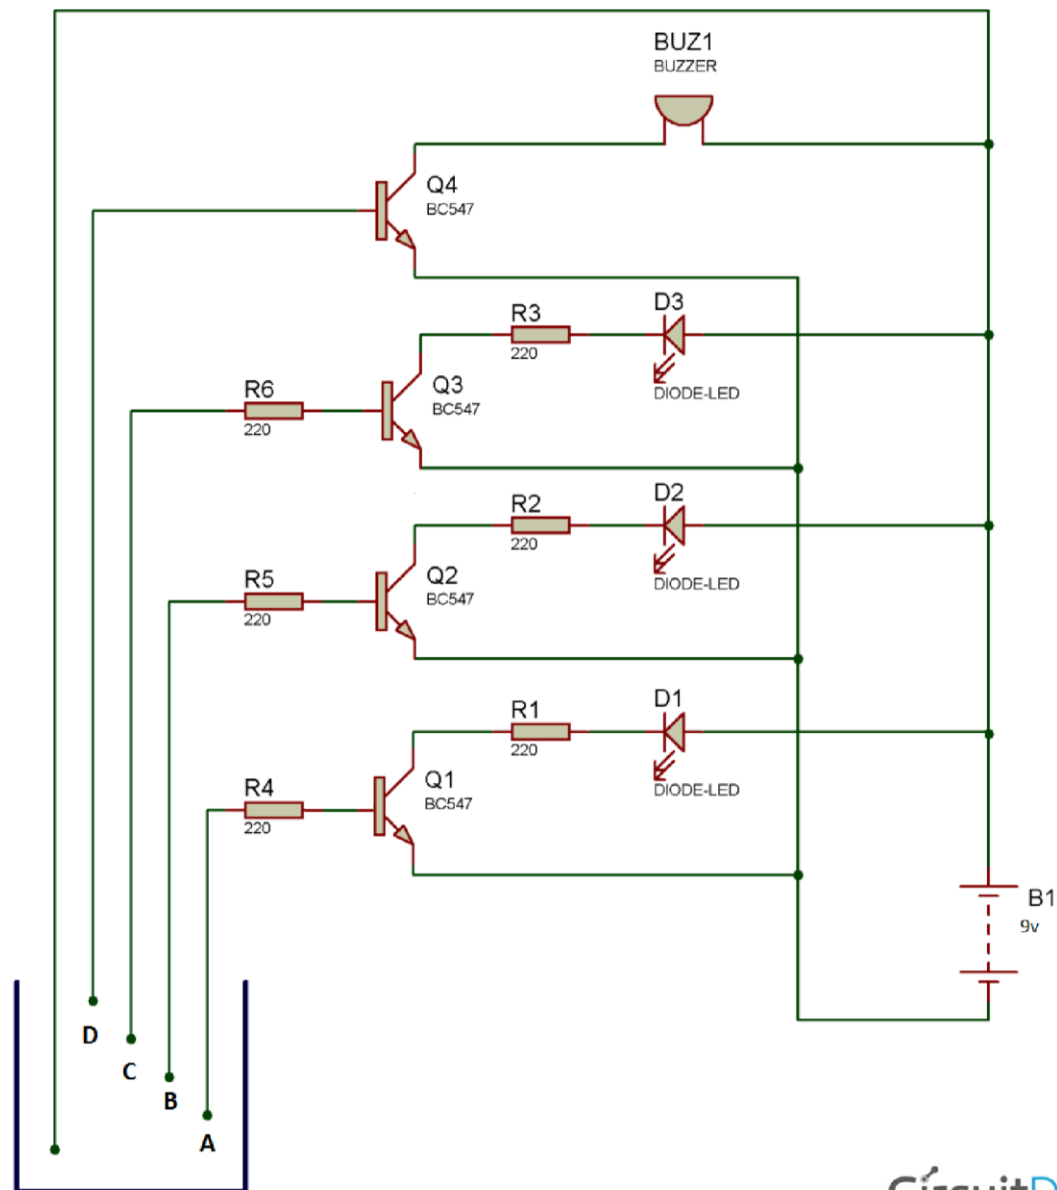 BUZ1
BUZZER
Q4
BC547
R3
220
D3
DIODE-LED
R6
220
Q3
BC547
R2
220
D2
DIODE-LED
R5
220
Q2
BC547
R1
220
D1
DIODE-LED
R4
220
Q1
BC547
B1
9v
D
C
B
A